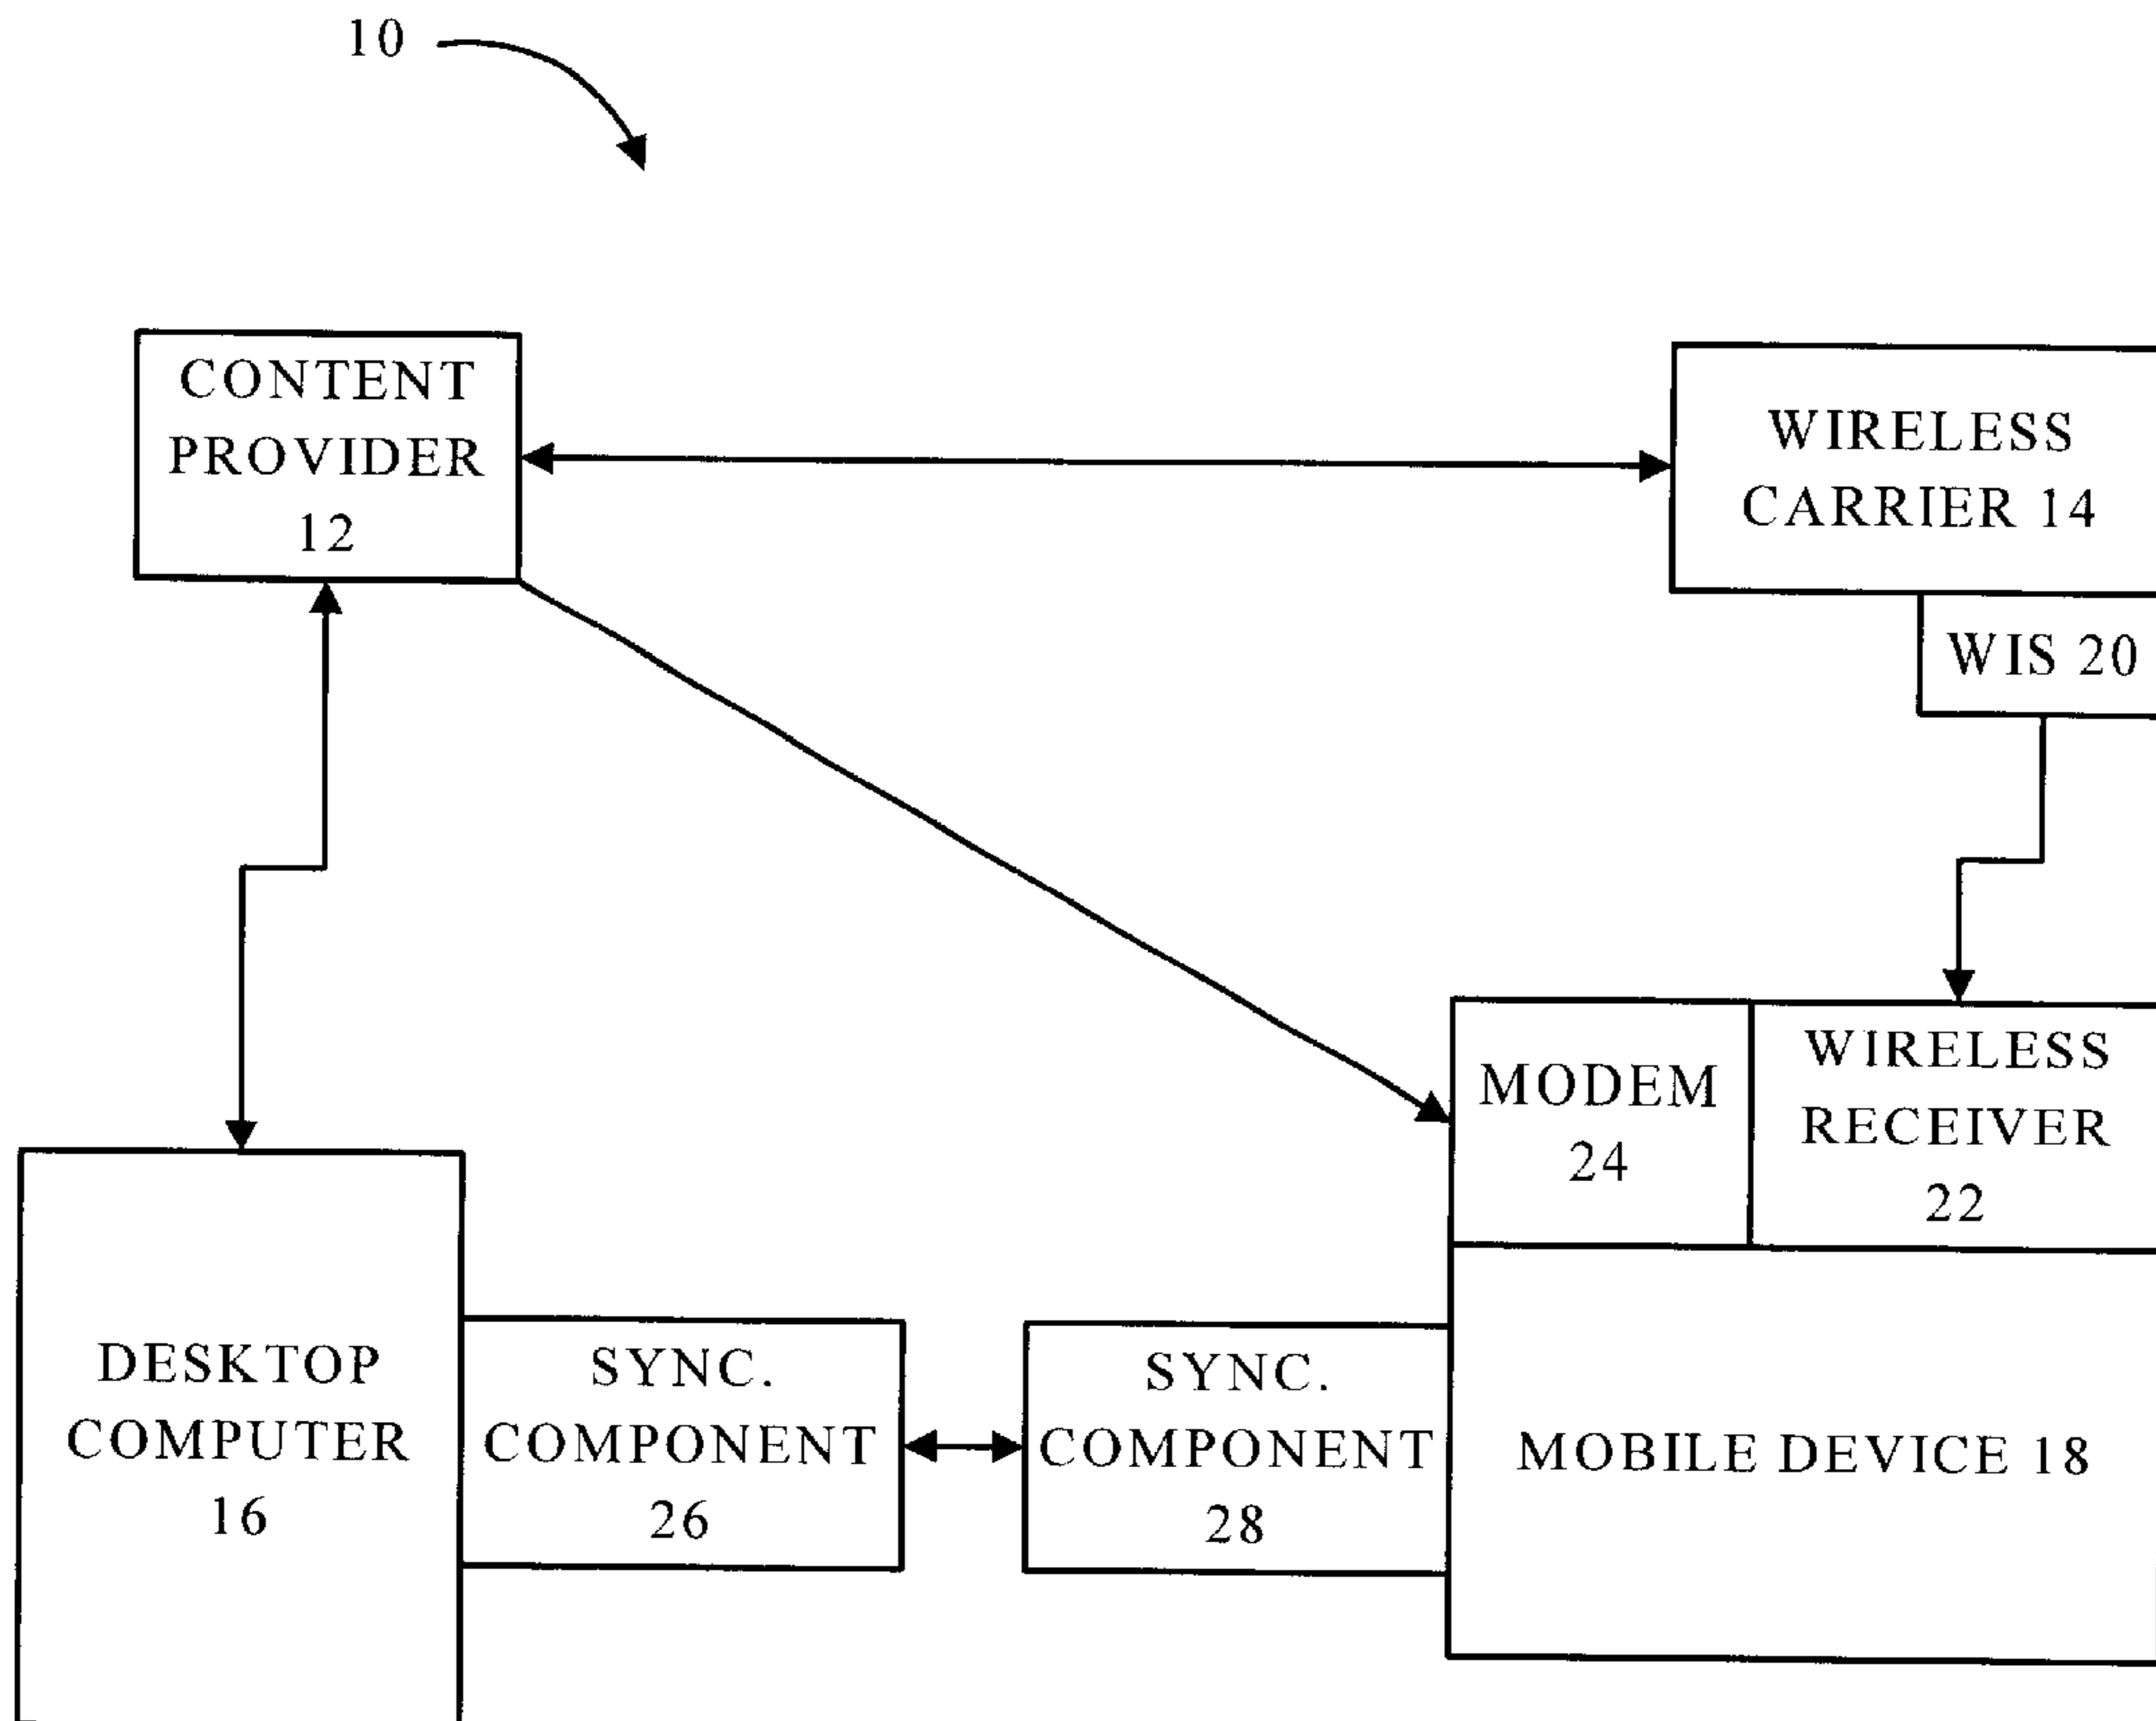 10
CONTENT
PROVIDER
12
WIRELESS
CARRIER 14
WIS 20
MODEM
24
WIRELESS
RECEIVER
22
DESKTOP
COMPUTER
16
SYNC.
COMPONENT
26
SYNC.
COMPONENT
28
MOBILE DEVICE 18